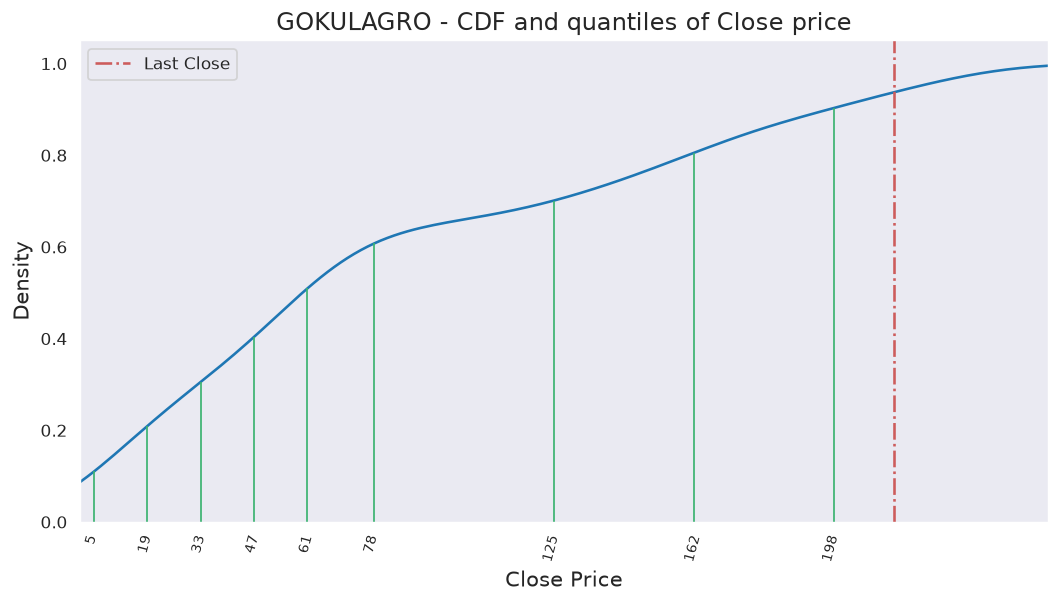 GOKULAGRO - CDF and quantiles of Close price
Last Close
Density
1.0
0.8
0.6
0.4
0.2
0.0
5 19 33 47 61 78 125 162 198
Close Price